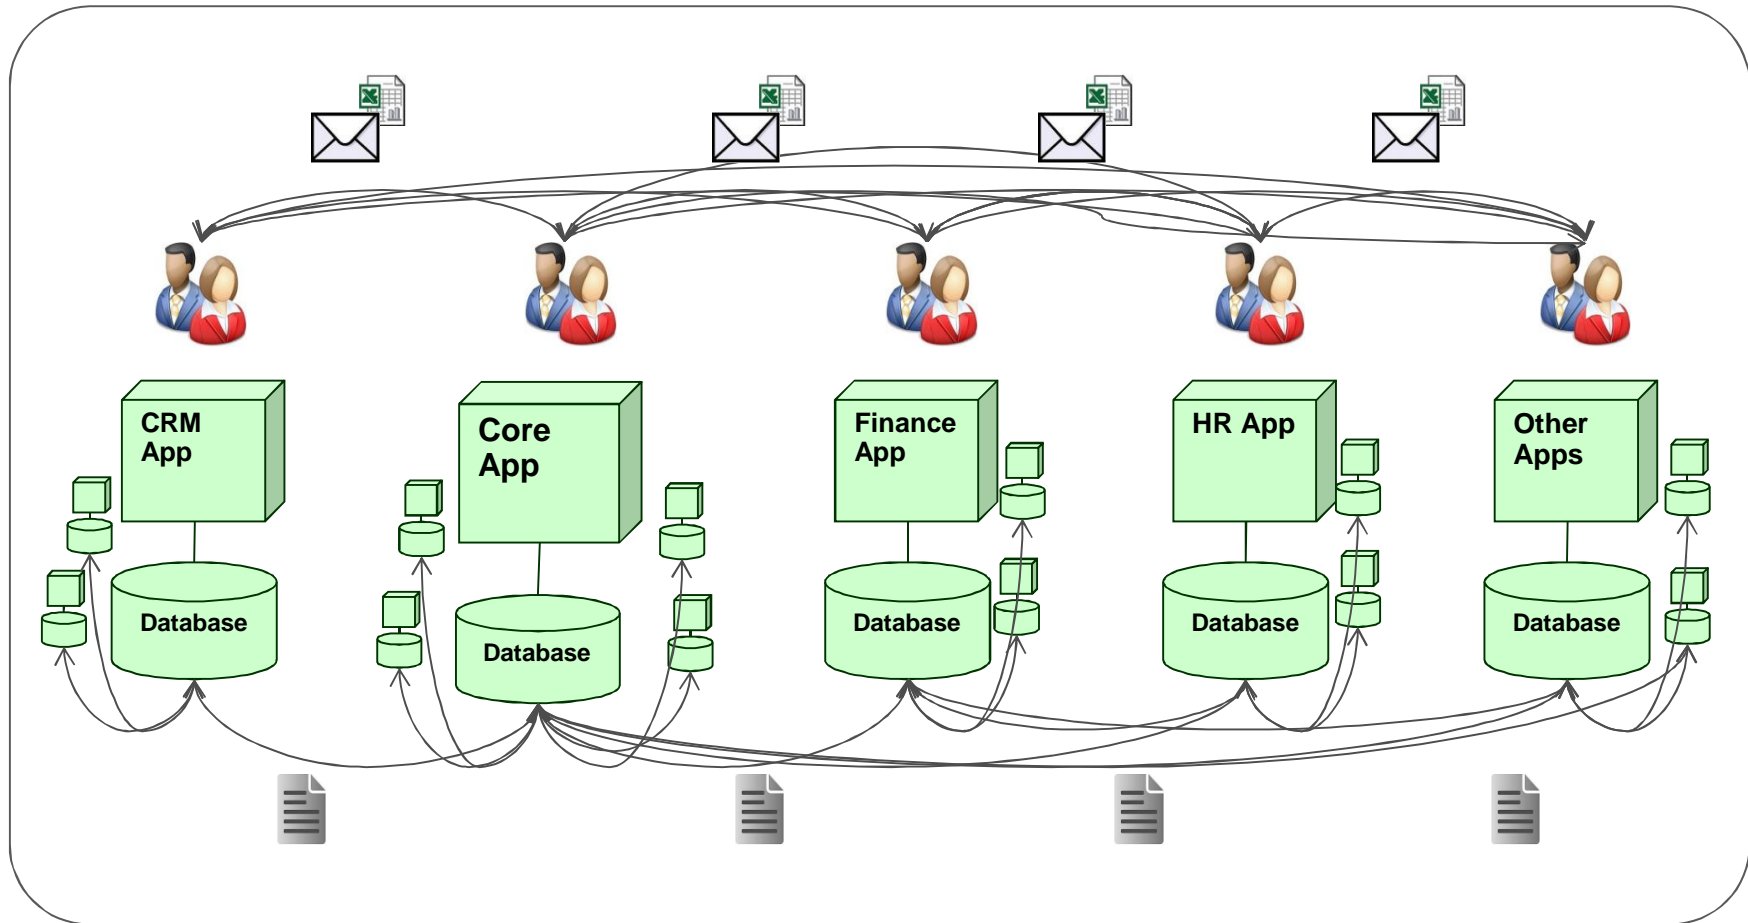 CRM
App
Core
App
Finance
App
HR App
Other
Apps
Database
Database
Database
Database
Database